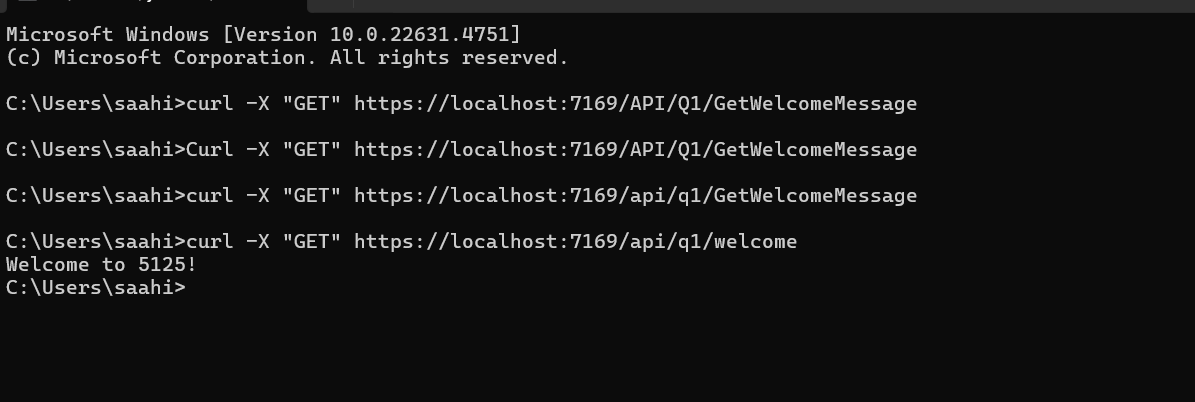 Microsoft Windows [Version 10.0.22631.4751]
(c) Microsoft Corporation. All rights reserved.
C:\Users\saahi>curl -X "GET" https://localhost:7169/API/Q1/GetWelcomeMessage
C:\Users\saahi>Curl -X "GET" https://localhost:7169/API/Q1/GetWelcomeMessage
C:\Users\saahi>curl -X "GET" https://localhost:7169/api/q1/GetWelcomeMessage
C:\Users\saahi>curl -X "GET" https://localhost:7169/api/q1/welcome
Welcome to 5125!
C:\Users\saahi>